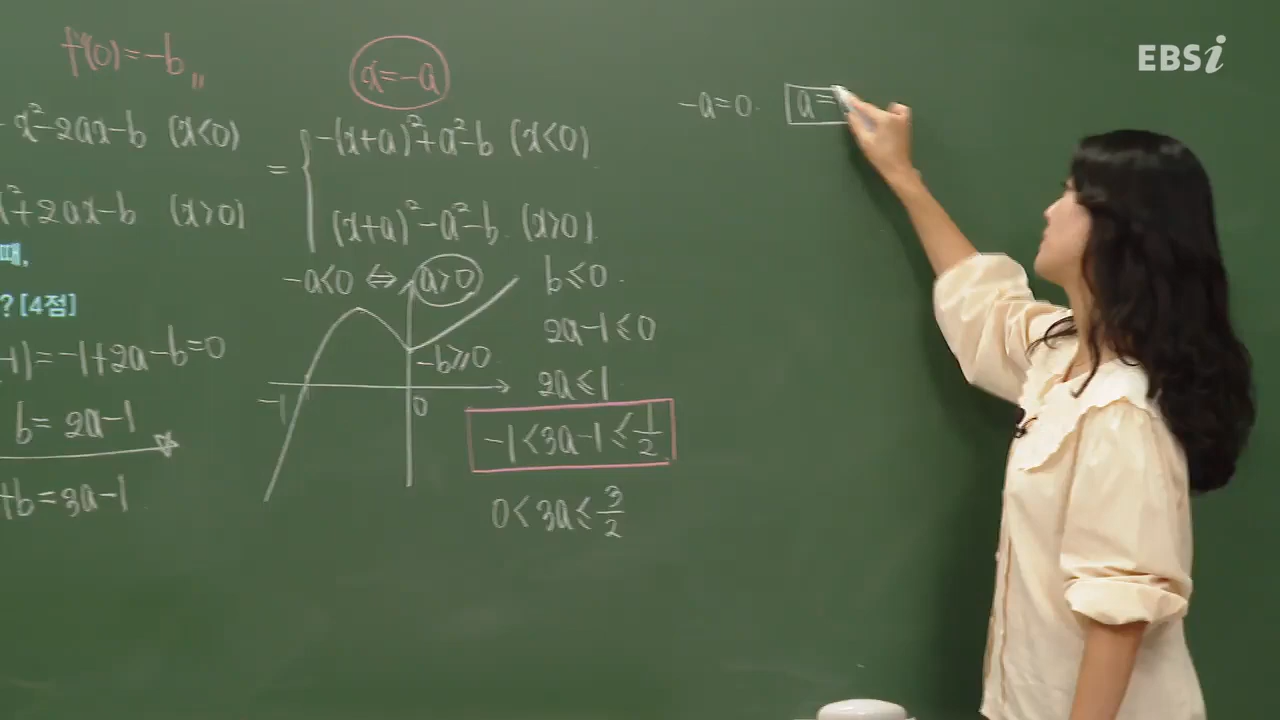 f'(0)=-b
x=-a
EBSi
-x²-2ax-b (x<0)
x²+2ax-b (x>0)
= { -(x+a)²+a²-b (x<0)
(x+a)²-a²-b (x>0)
-a=0. a=
때,
? [4점]
-1)=-1+2a-b=0
b=2a-1
+b=3a-1
-a<0 ⇔ a>0
-b≥0
-1
0
b≤0
2a-1≤0
2a≤1
-1<3a-1≤1/2
0<3a≤3/2